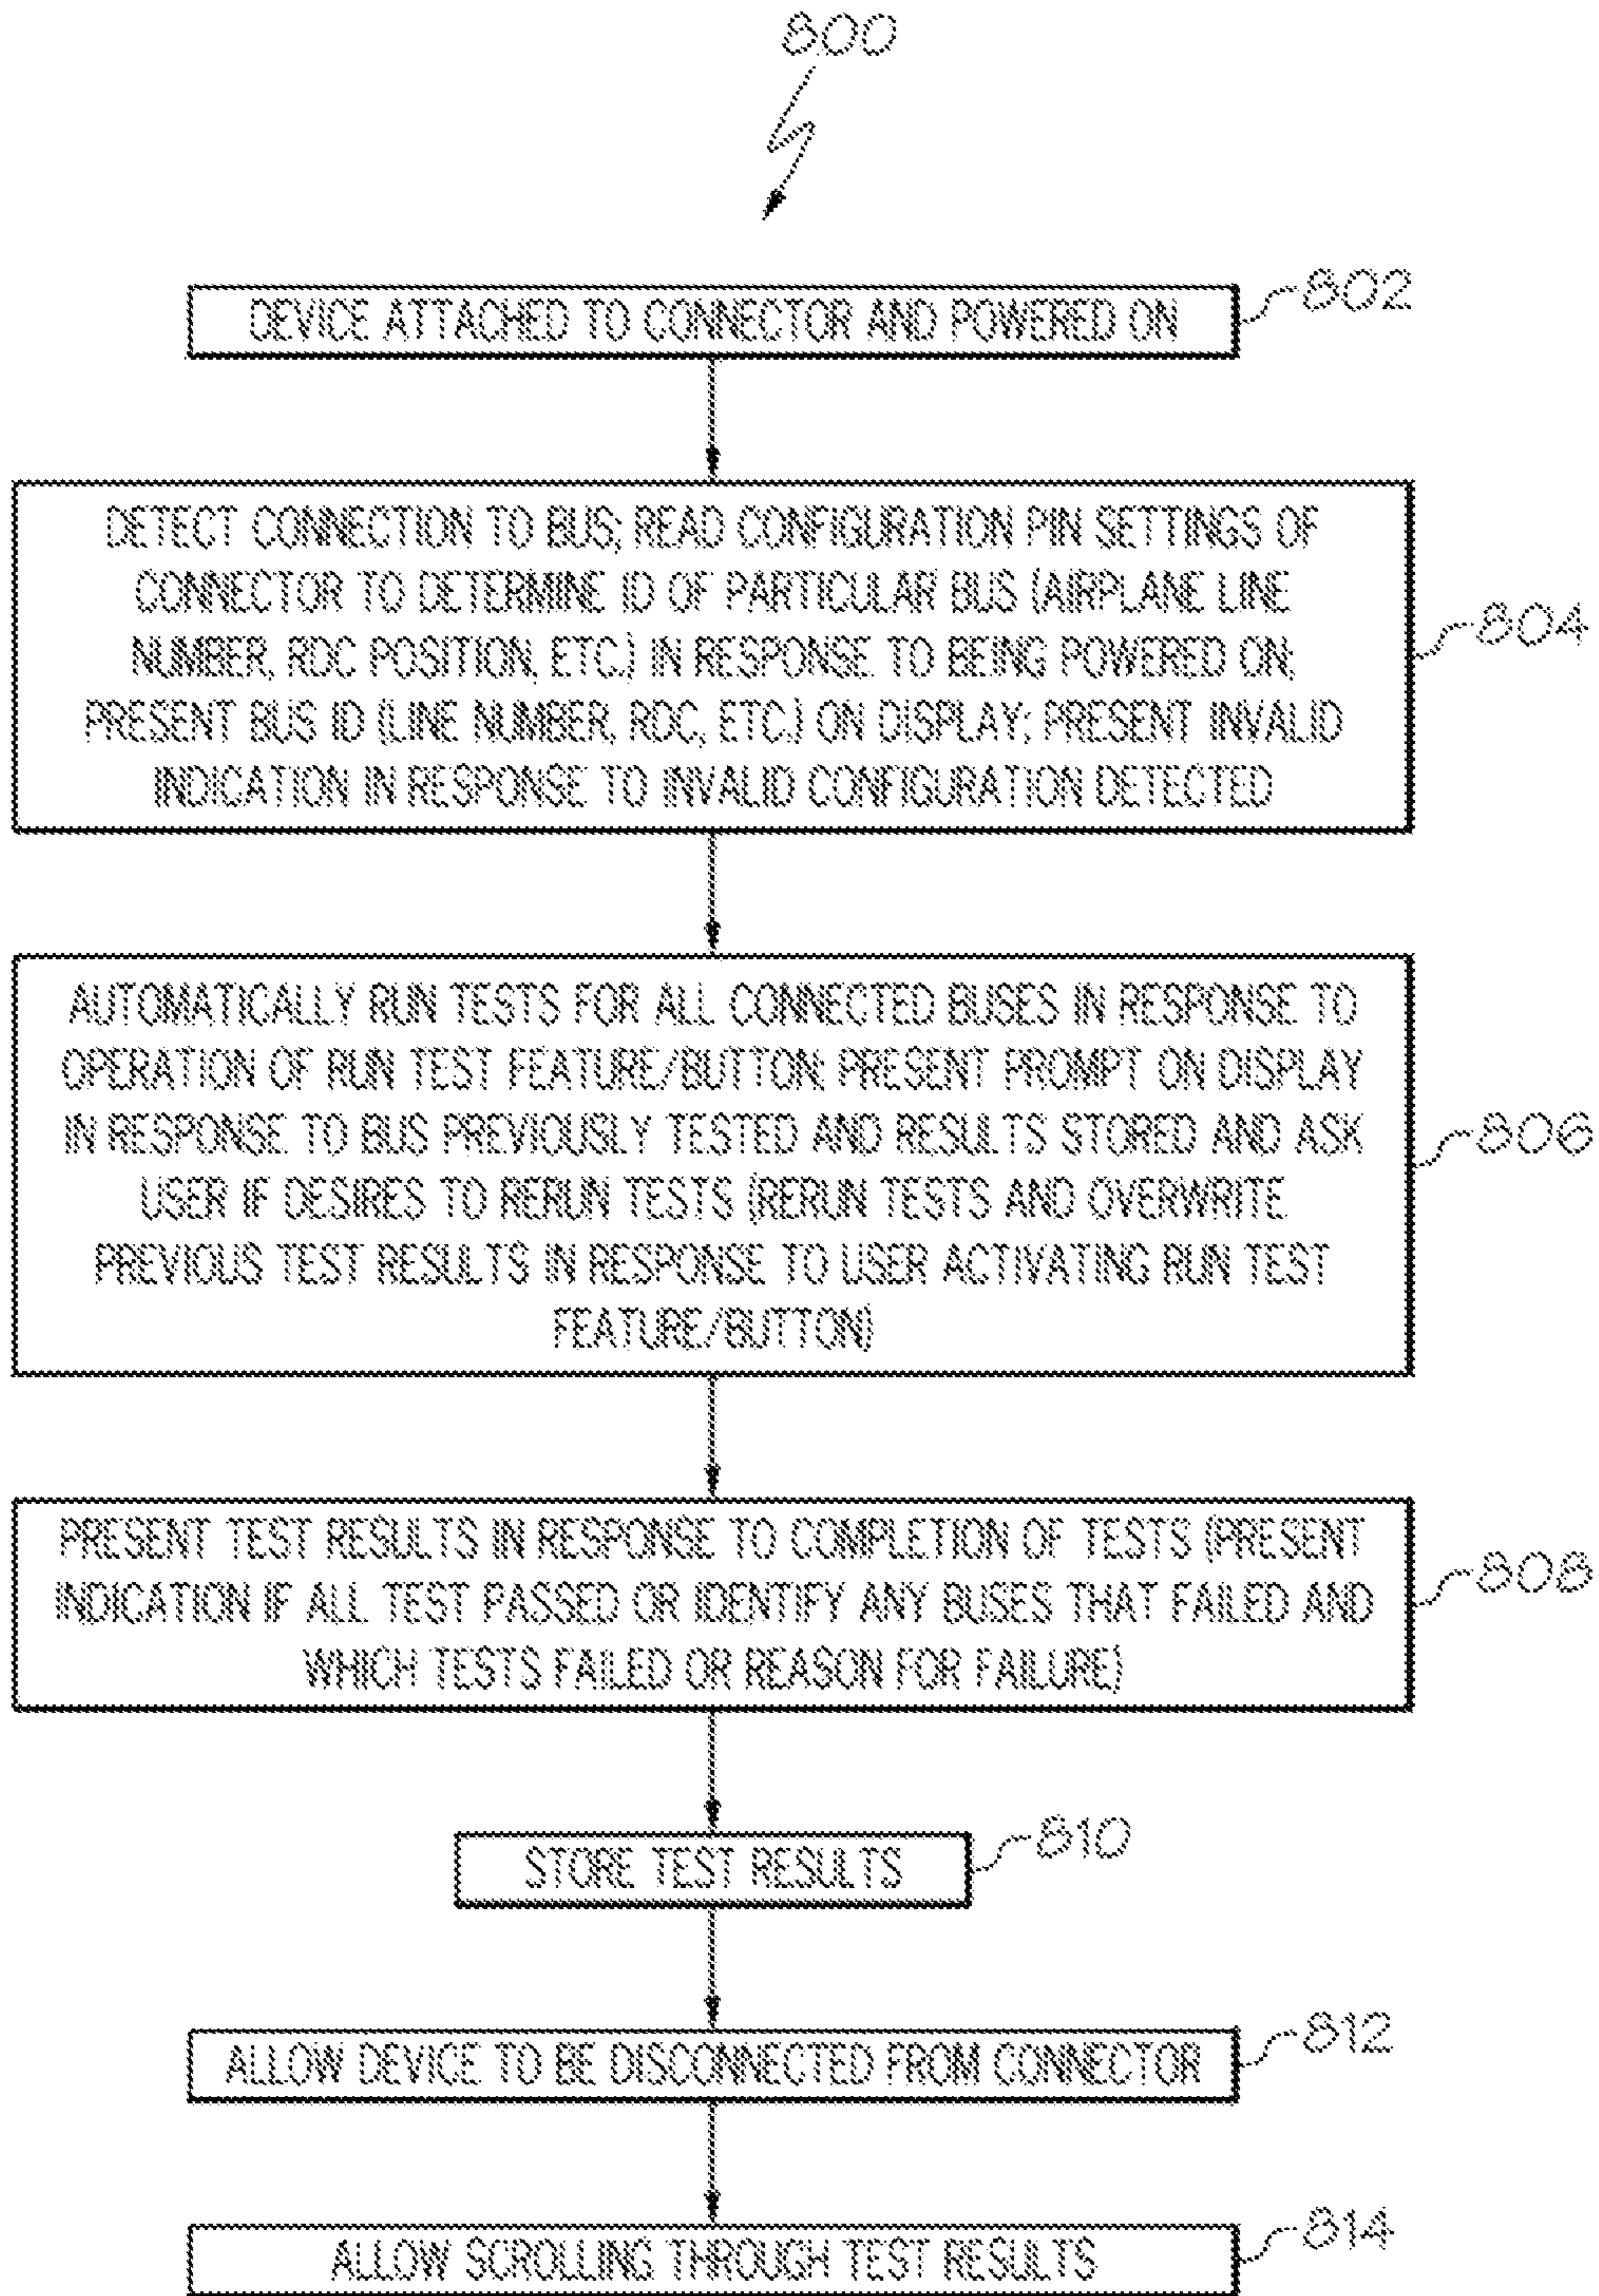 800
DEVICE ATTACHED TO CONNECTOR AND POWERED ON
802
DETECT CONNECTION TO BUS; READ CONFIGURATION PIN SETTINGS OF
CONNECTOR TO DETERMINE ID OF PARTICULAR BUS (AIRPLANE LINE
NUMBER, RDC POSITION, ETC.) IN RESPONSE TO BEING POWERED ON;
PRESENT BUS ID (LINE NUMBER, RDC, ETC.) ON DISPLAY; PRESENT INVALID
INDICATION IN RESPONSE TO INVALID CONFIGURATION DETECTED
804
AUTOMATICALLY RUN TESTS FOR ALL CONNECTED BUSES IN RESPONSE TO
OPERATION OF RUN TEST FEATURE/BUTTON; PRESENT PROMPT ON DISPLAY
IN RESPONSE TO BUS PREVIOUSLY TESTED AND RESULTS STORED AND ASK
USER IF DESIRES TO RERUN TESTS (RERUN TESTS AND OVERWRITE
PREVIOUS TEST RESULTS IN RESPONSE TO USER ACTIVATING RUN TEST
FEATURE/BUTTON)
806
PRESENT TEST RESULTS IN RESPONSE TO COMPLETION OF TESTS (PRESENT
INDICATION IF ALL TEST PASSED OR IDENTIFY ANY BUSES THAT FAILED AND
WHICH TESTS FAILED OR REASON FOR FAILURE)
808
STORE TEST RESULTS
810
ALLOW DEVICE TO BE DISCONNECTED FROM CONNECTOR
812
ALLOW SCROLLING THROUGH TEST RESULTS
814